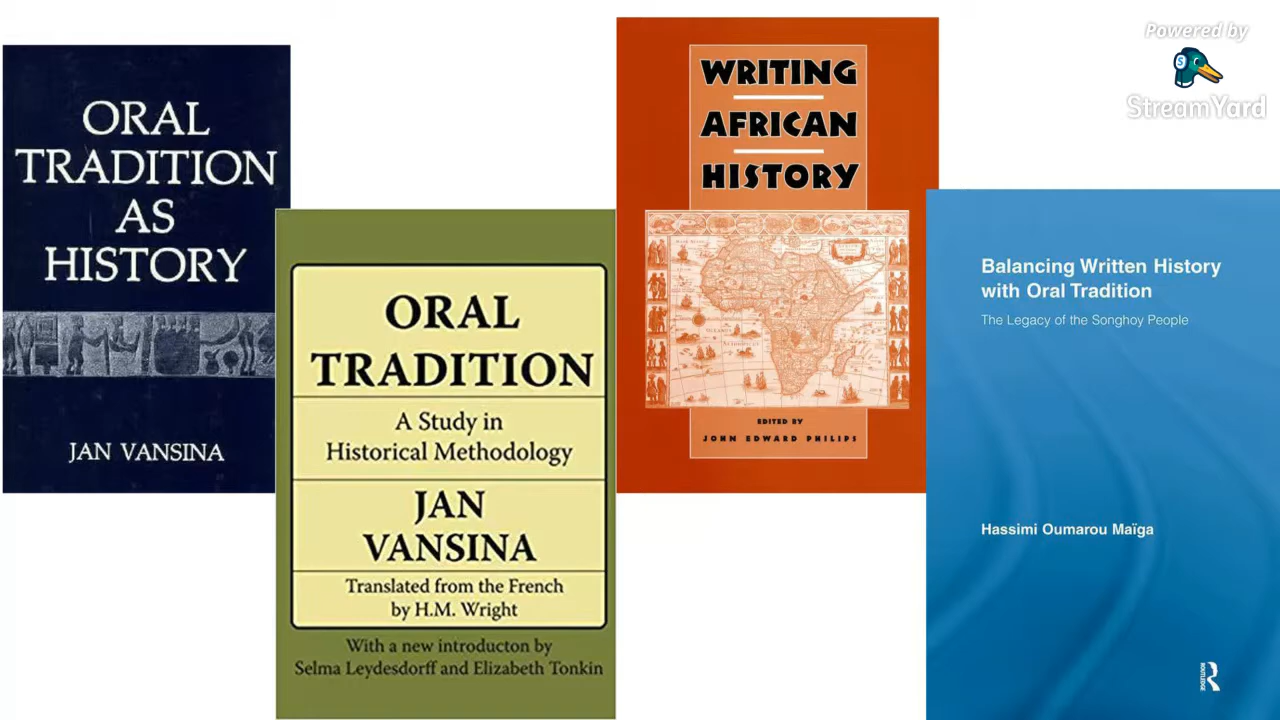 ORAL
TRADITION
AS
HISTORY
JAN VANSINA
ORAL
TRADITION
A Study in
Historical Methodology
JAN
VANSINA
Translated from the French
by H.M. Wright
With a new introducton by
Selma Leydesdorff and Elizabeth Tonkin
WRITING
AFRICAN
HISTORY
EDITED BY
JOHN EDWARD PHILIPS
Balancing Written History
with Oral Tradition
The Legacy of the Songhoy People
Hassimi Oumarou Maïga
ROUTLEDGE
Powered by
StreamYard